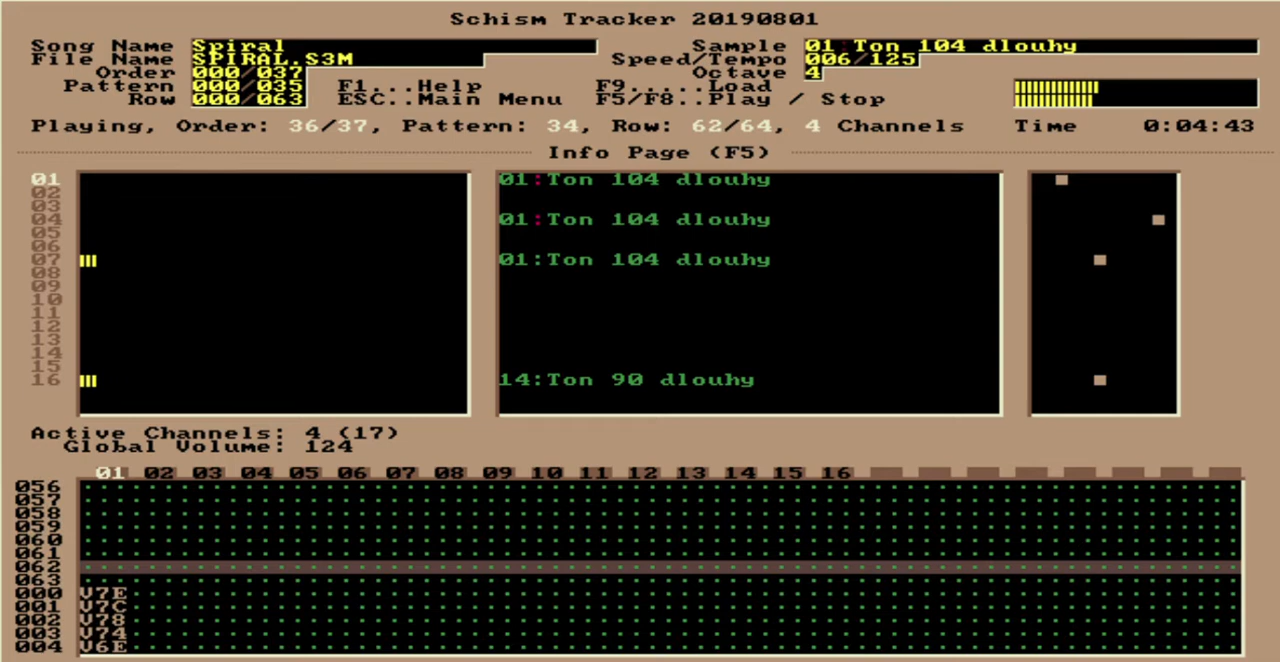 Schism Tracker 20190801
Song Name Spiral Sample 01:Ton 104 dlouhy
File Name SPIRAL.S3M Speed/Tempo 006/125
Order 000/037 Octave 4
Pattern 000/035 F1...Help F9.....Load
Row 000/063 ESC..Main Menu F5/F8..Play / Stop
Playing, Order: 36/37, Pattern: 34, Row: 62/64, 4 Channels Time 0:04:43
Info Page (F5)
01 01:Ton 104 dlouhy
02
03
04 01:Ton 104 dlouhy
05
06
07 01:Ton 104 dlouhy
08
09
10
11
12
13
14
15
16 14:Ton 90 dlouhy
Active Channels: 4 (17)
Global Volume: 124
01 02 03 04 05 06 07 08 09 10 11 12 13 14 15 16
056
057
058
059
060
061
062
063
000 V7E
001 V7C
002 V78
003 V74
004 V6E